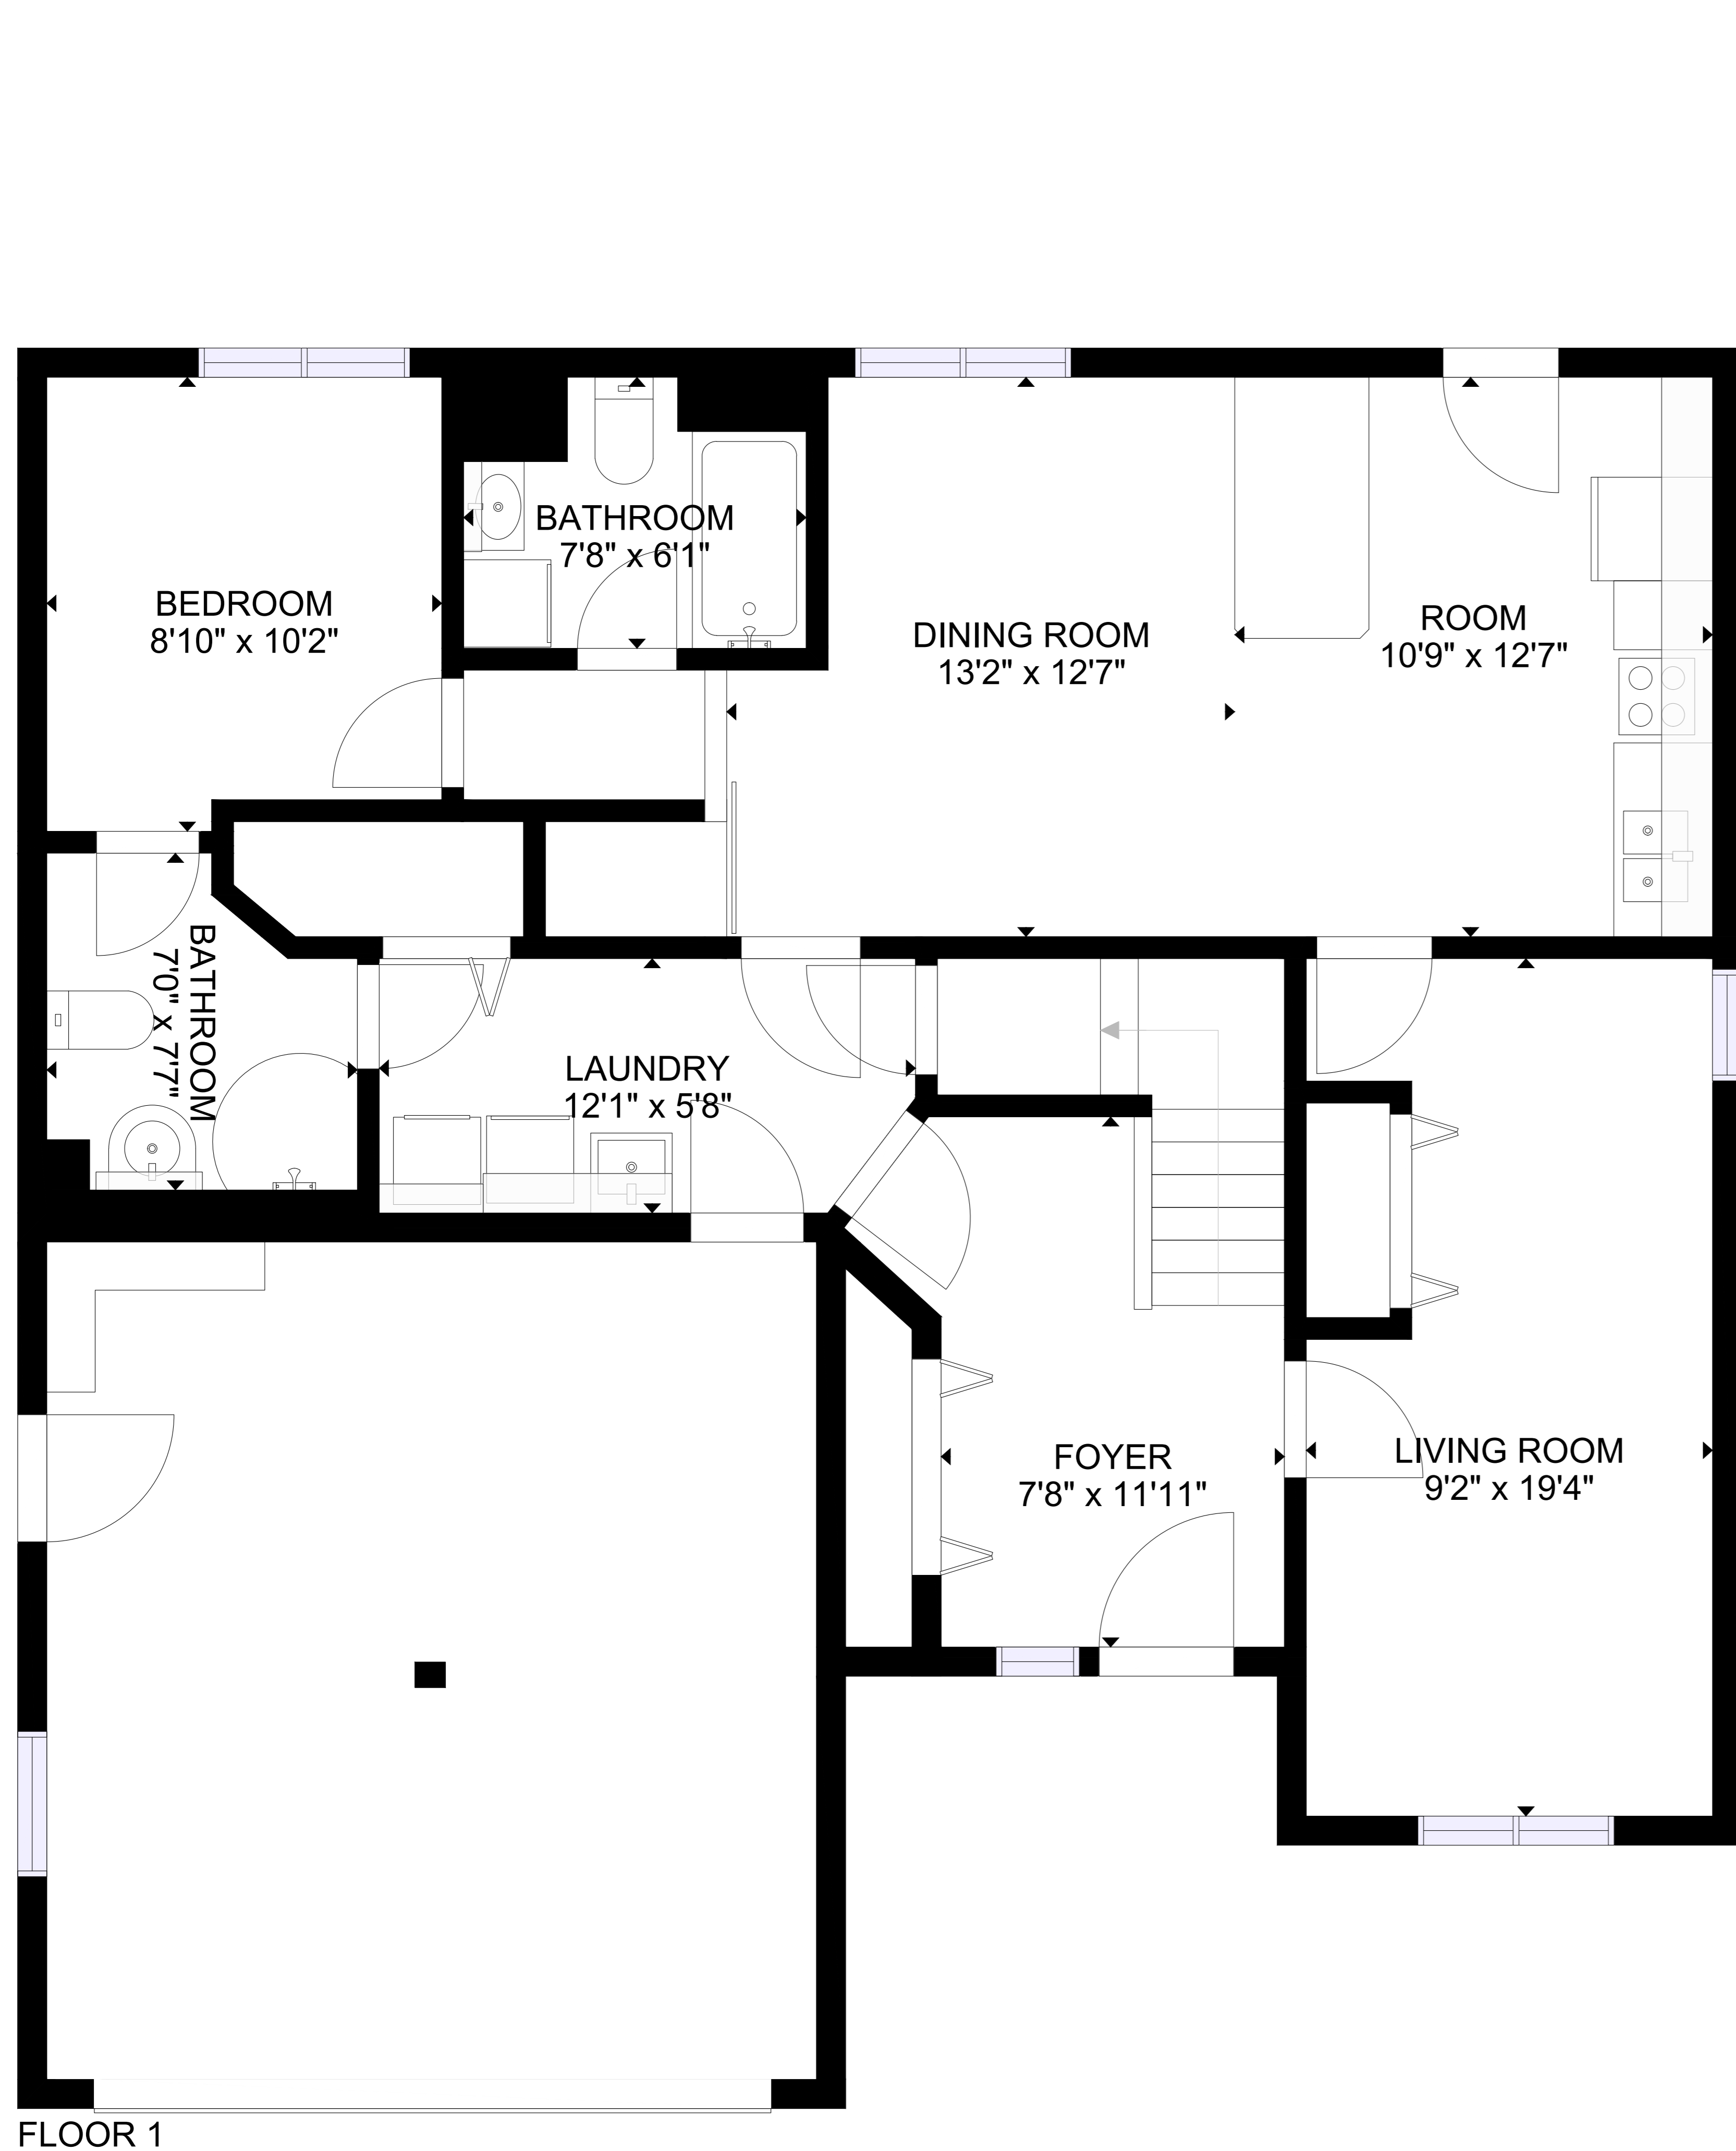 BATHROOM
7'8" x 6'1"
BEDROOM
8'10" x 10'2"
DINING ROOM
13'2" x 12'7"
ROOM
10'9" x 12'7"
BATHROOM
7'0" x 7'7"
LAUNDRY
12'1" x 5'8"
FOYER
7'8" x 11'11"
LIVING ROOM
9'2" x 19'4"
FLOOR 1